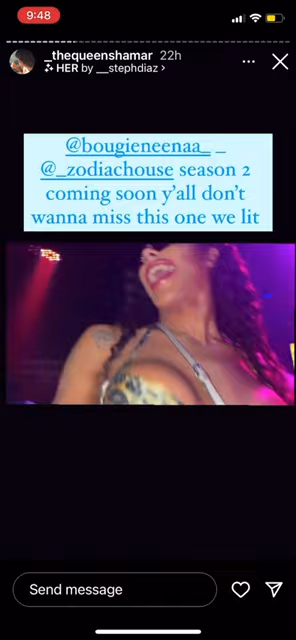 9:48
_thequeenshamar 22h
HER by __stephdiaz >
@bougieneenaa_ _
@_zodiachouse season 2
coming soon y’all don’t
wanna miss this one we lit
Send message